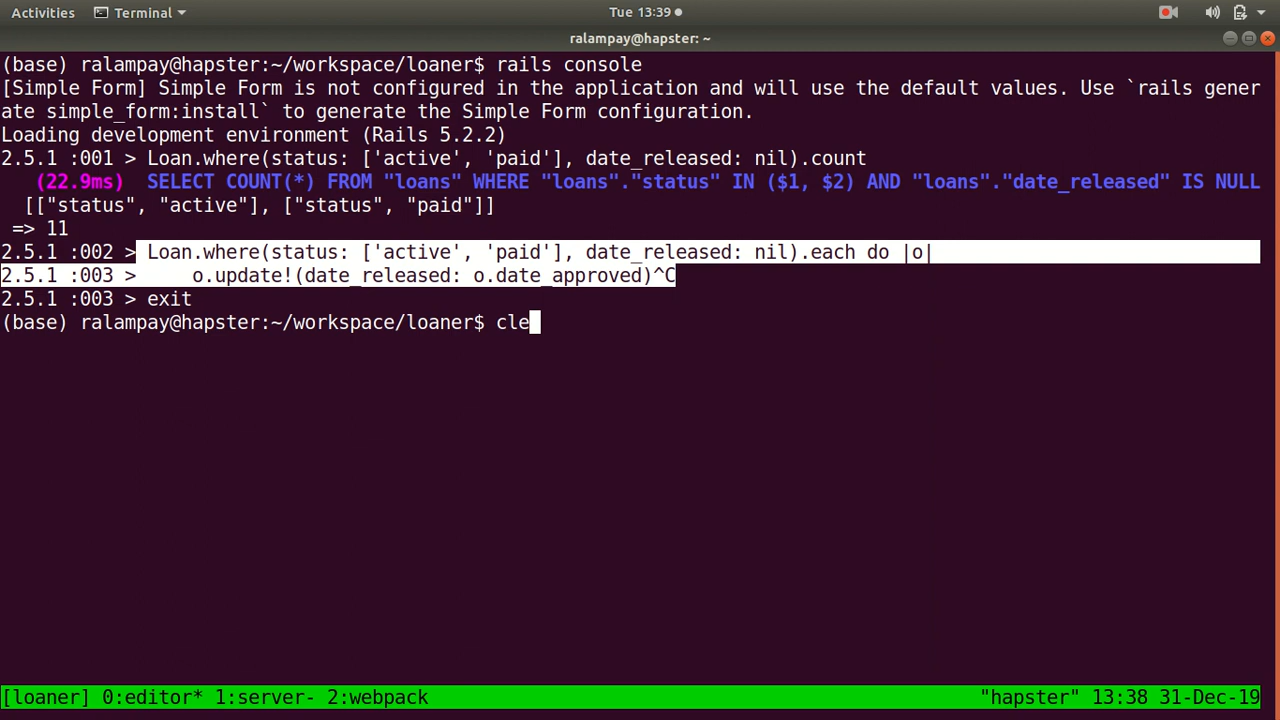 Activities Terminal Tue 13:39
ralampay@hapster: ~
(base) ralampay@hapster:~/workspace/loaner$ rails console
[Simple Form] Simple Form is not configured in the application and will use the default values. Use `rails gener
ate simple_form:install` to generate the Simple Form configuration.
Loading development environment (Rails 5.2.2)
2.5.1 :001 > Loan.where(status: ['active', 'paid'], date_released: nil).count
(22.9ms)  SELECT COUNT(*) FROM "loans" WHERE "loans"."status" IN ($1, $2) AND "loans"."date_released" IS NULL
[["status", "active"], ["status", "paid"]]
=> 11
2.5.1 :002 > Loan.where(status: ['active', 'paid'], date_released: nil).each do |o|
2.5.1 :003 >     o.update!(date_released: o.date_approved)^C
2.5.1 :003 > exit
(base) ralampay@hapster:~/workspace/loaner$ cle
[loaner] 0:editor* 1:server- 2:webpack "hapster" 13:38 31-Dec-19